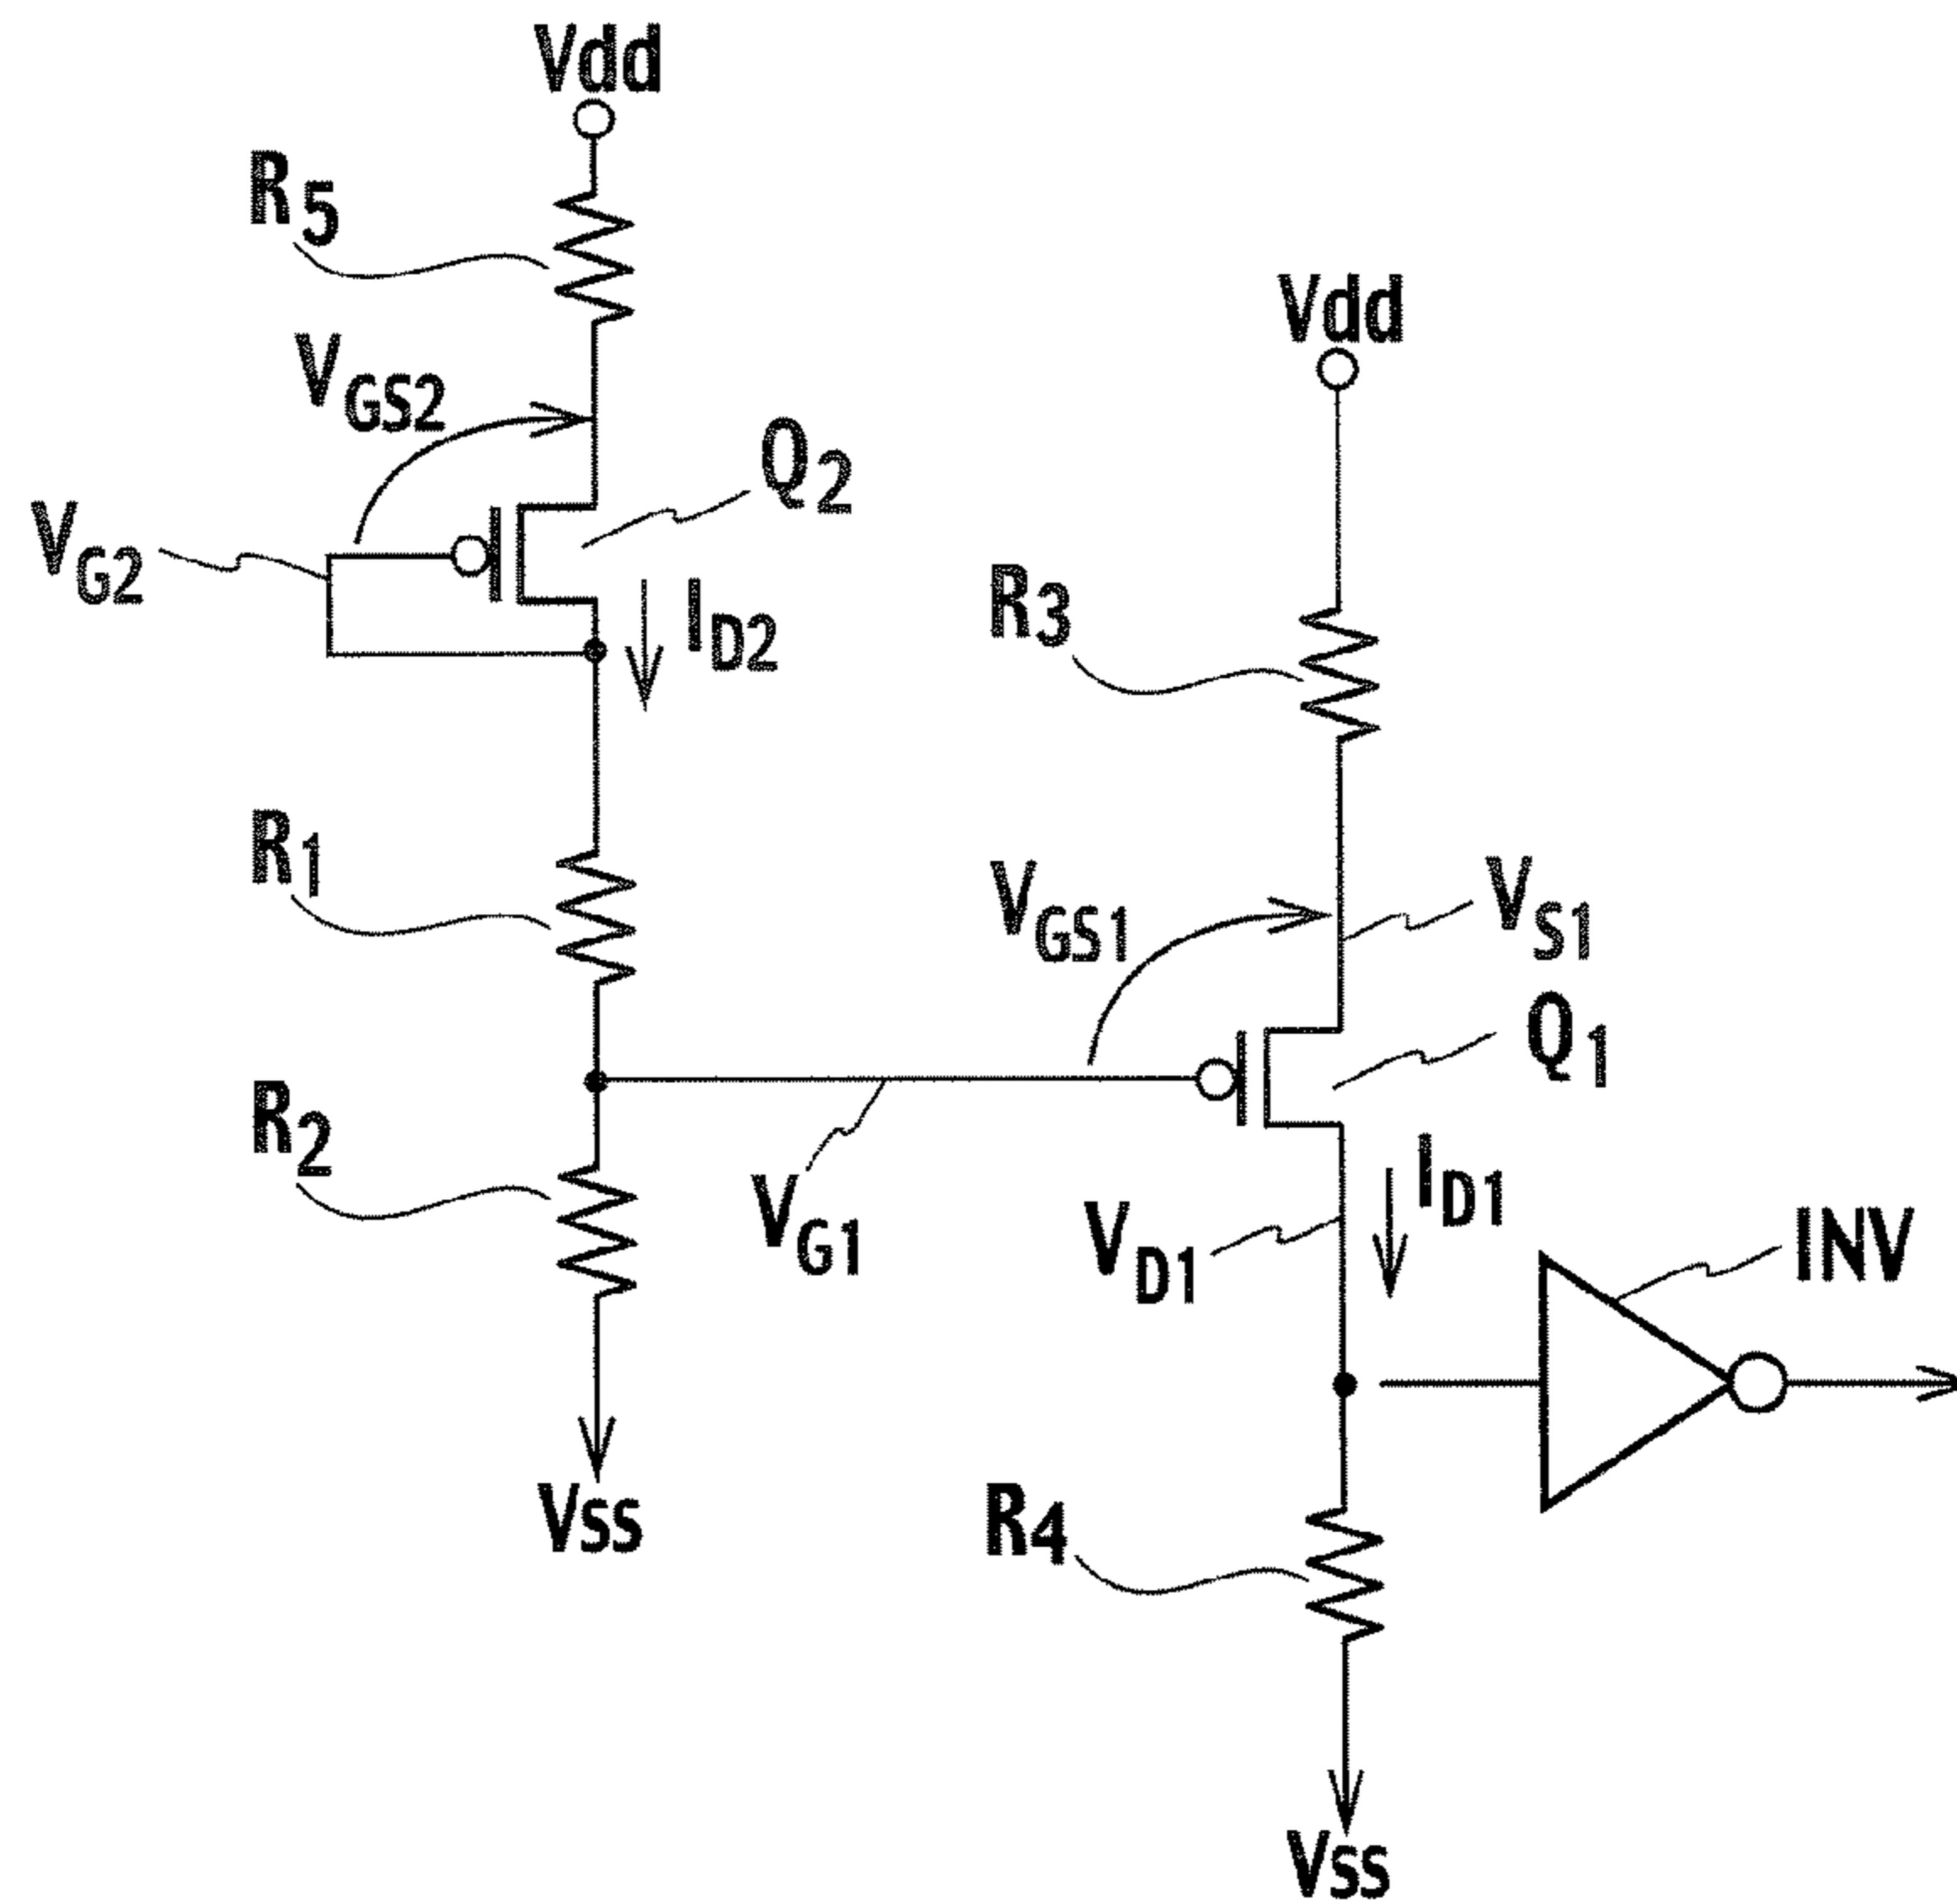 Vdd
R5
VGS2
Q2
VG2
ID2
Vdd
R3
R1
VGS1
VS1
Q1
R2
VG1
ID1
VD1
INV
Vss
R4
Vss